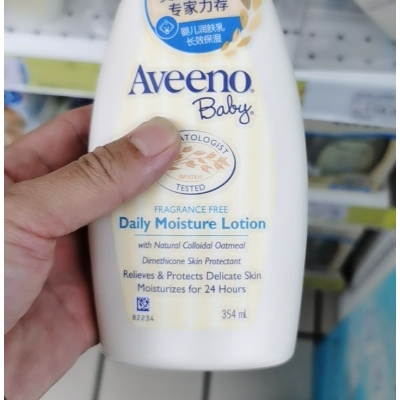 专家力荐
婴儿润肤乳
长效保湿
Aveeno
Baby
TESTED
FRAGRANCE FREE
Daily Moisture Lotion
with Natural Colloidal Oatmeal
Dimethicone Skin Protectant
Relieves & Protects Delicate Skin
Moisturizes for 24 Hours
82234
354 mL